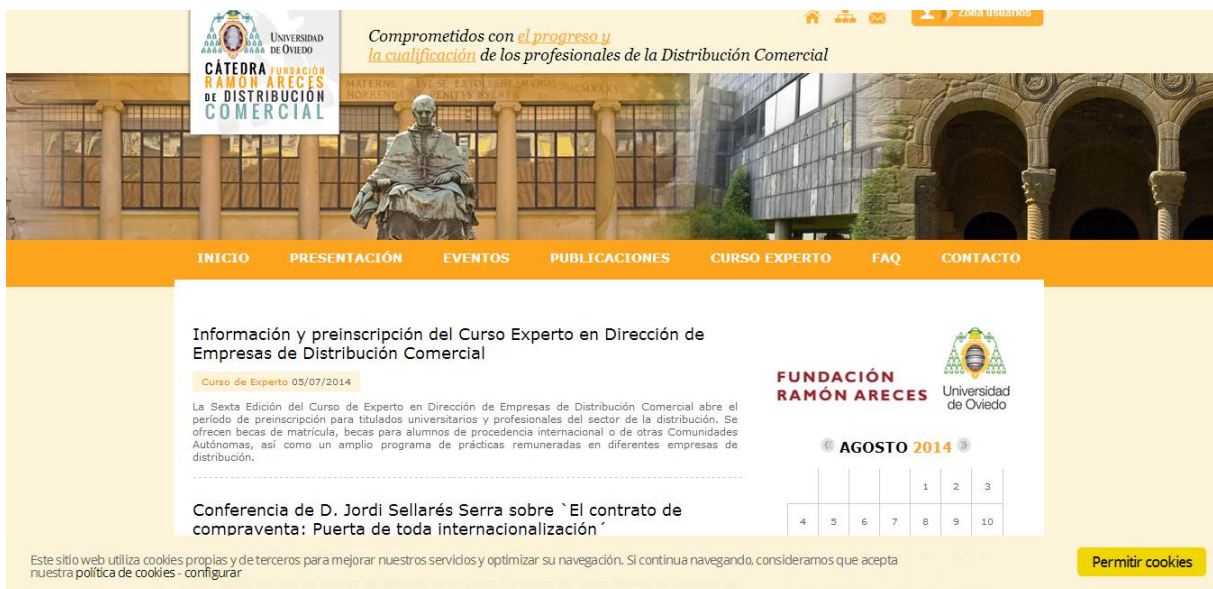 UNIVERSIDAD
DE OVIEDO
CÁTEDRA FUNDACIÓN
RAMÓN ARECES
DE DISTRIBUCIÓN
COMERCIAL
Comprometidos con el progreso y
la cualificación de los profesionales de la Distribución Comercial
Zona usuarios
INICIO PRESENTACIÓN EVENTOS PUBLICACIONES CURSO EXPERTO FAQ CONTACTO
Información y preinscripción del Curso Experto en Dirección de
Empresas de Distribución Comercial
Curso de Experto 05/07/2014
La Sexta Edición del Curso de Experto en Dirección de Empresas de Distribución Comercial abre el
período de preinscripción para titulados universitarios y profesionales del sector de la distribución. Se
ofrecen becas de matrícula, becas para alumnos de procedencia internacional o de otras Comunidades
Autónomas, así como un amplio programa de prácticas remuneradas en diferentes empresas de
distribución.
Conferencia de D. Jordi Sellarés Serra sobre `El contrato de
compraventa: Puerta de toda internacionalización´
FUNDACIÓN
RAMÓN ARECES
Universidad
de Oviedo
AGOSTO 2014
1 2 3
4 5 6 7 8 9 10
Este sitio web utiliza cookies propias y de terceros para mejorar nuestros servicios y optimizar su navegación. Si continua navegando, consideramos que acepta
nuestra política de cookies - configurar
Permitir cookies